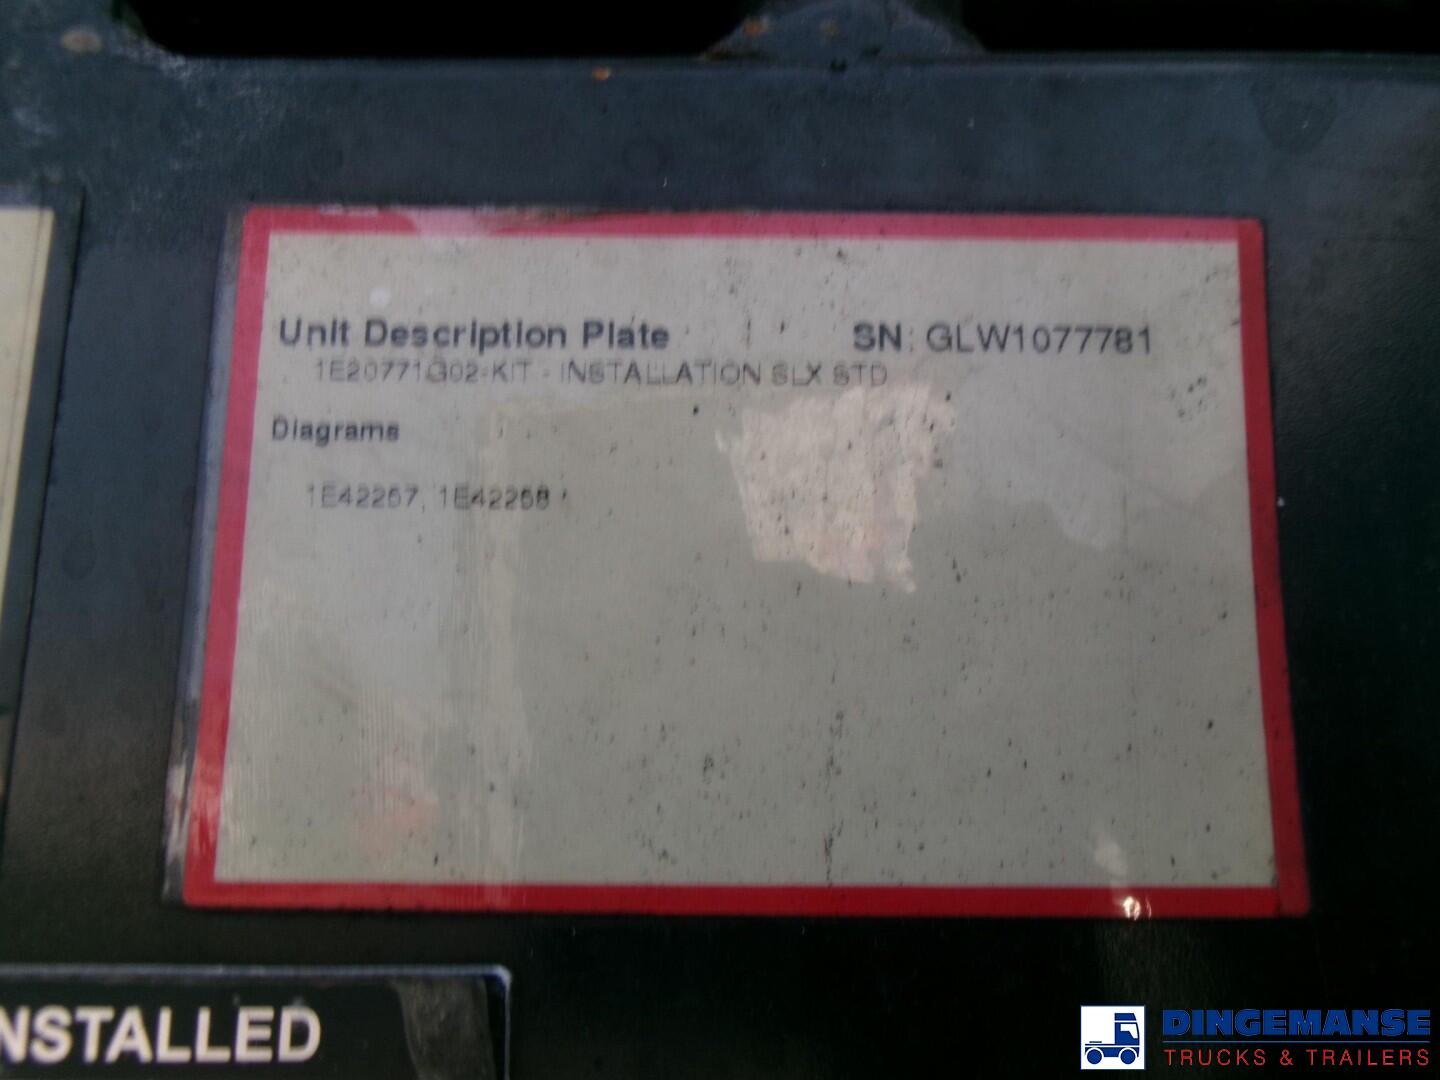 Unit Description Plate SN: GLW1077781
1E20771G02-KIT - INSTALLATION SLX STD
Diagrams
1E42257, 1E42258
NSTALLED
DINGEMANSE
TRUCKS & TRAILERS